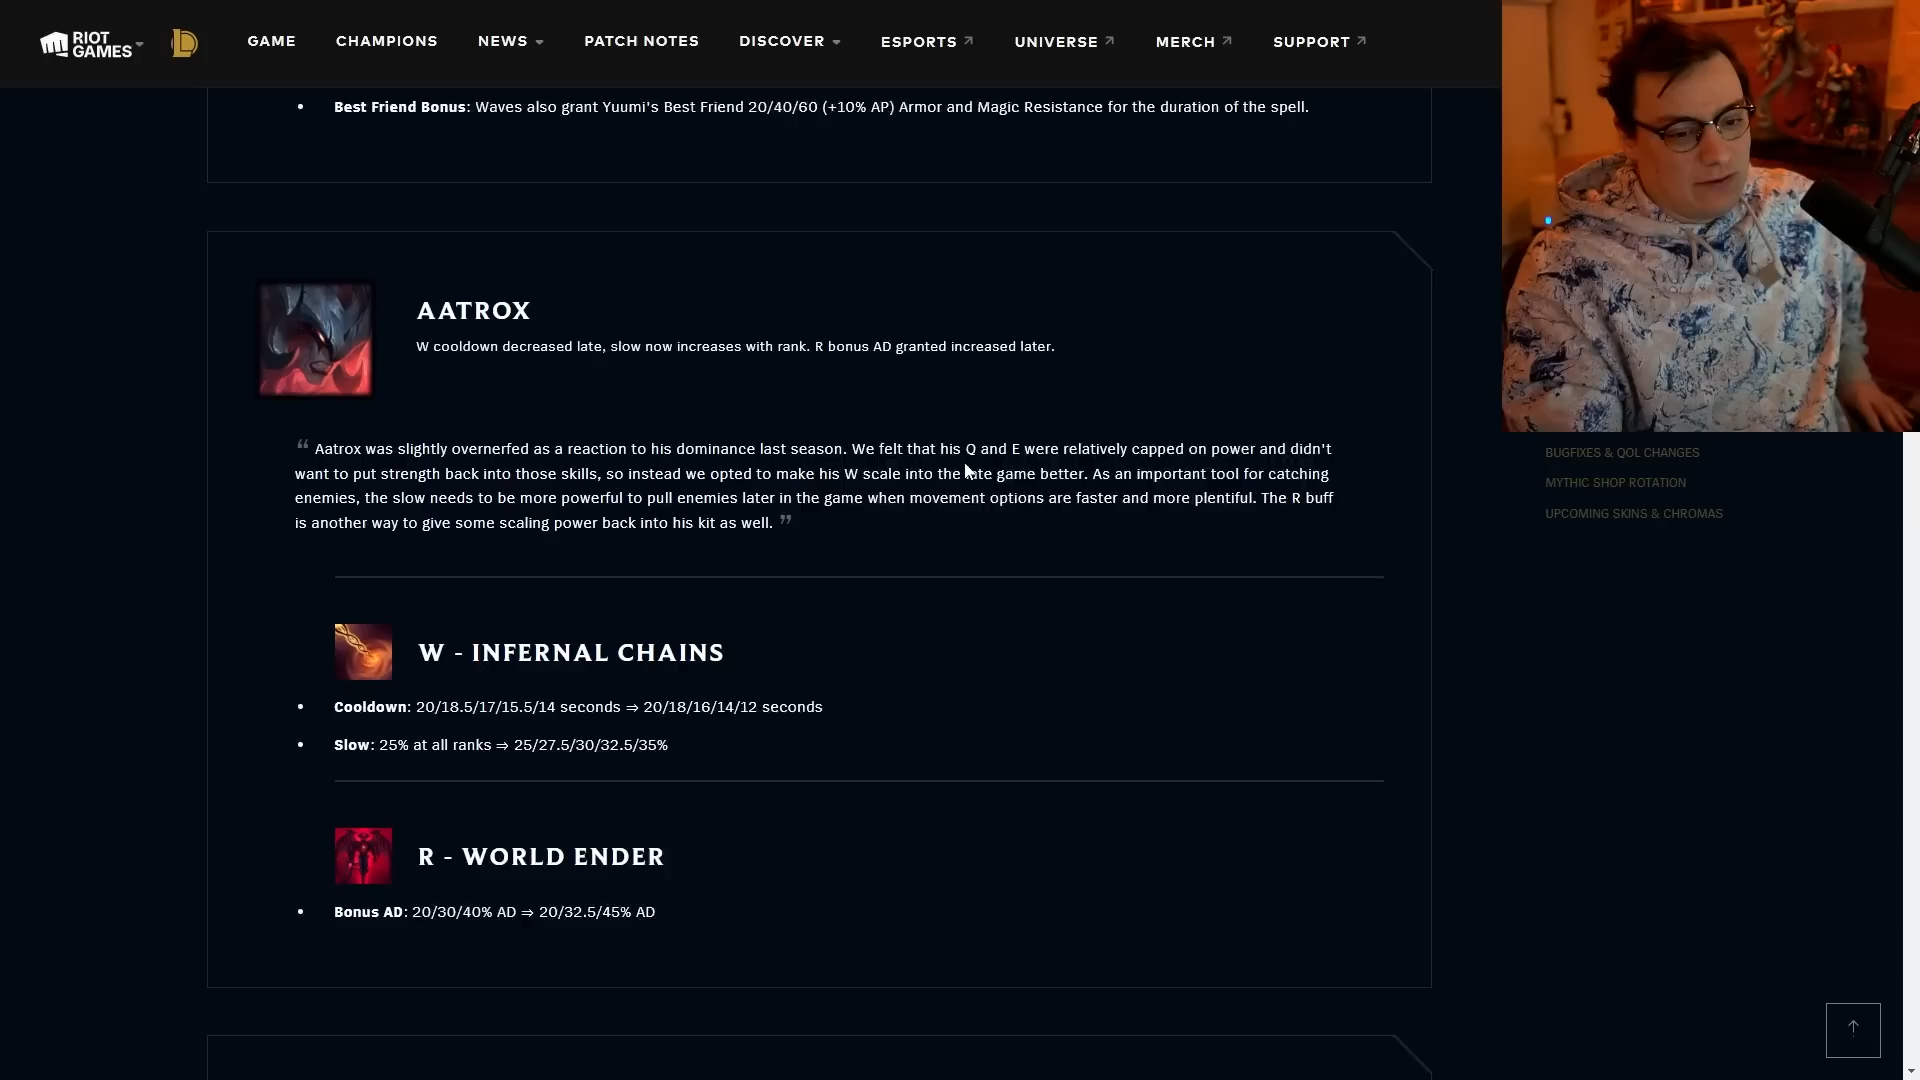 RIOT GAMES
GAME CHAMPIONS NEWS PATCH NOTES DISCOVER ESPORTS UNIVERSE MERCH SUPPORT
• Best Friend Bonus: Waves also grant Yuumi's Best Friend 20/40/60 (+10% AP) Armor and Magic Resistance for the duration of the spell.
AATROX
W cooldown decreased late, slow now increases with rank. R bonus AD granted increased later.
“ Aatrox was slightly overnerfed as a reaction to his dominance last season. We felt that his Q and E were relatively capped on power and didn't
want to put strength back into those skills, so instead we opted to make his W scale into the late game better. As an important tool for catching
enemies, the slow needs to be more powerful to pull enemies later in the game when movement options are faster and more plentiful. The R buff
is another way to give some scaling power back into his kit as well. ”
W - INFERNAL CHAINS
• Cooldown: 20/18.5/17/15.5/14 seconds ⇒ 20/18/16/14/12 seconds
• Slow: 25% at all ranks ⇒ 25/27.5/30/32.5/35%
R - WORLD ENDER
• Bonus AD: 20/30/40% AD ⇒ 20/32.5/45% AD
BUGFIXES & QOL CHANGES
MYTHIC SHOP ROTATION
UPCOMING SKINS & CHROMAS